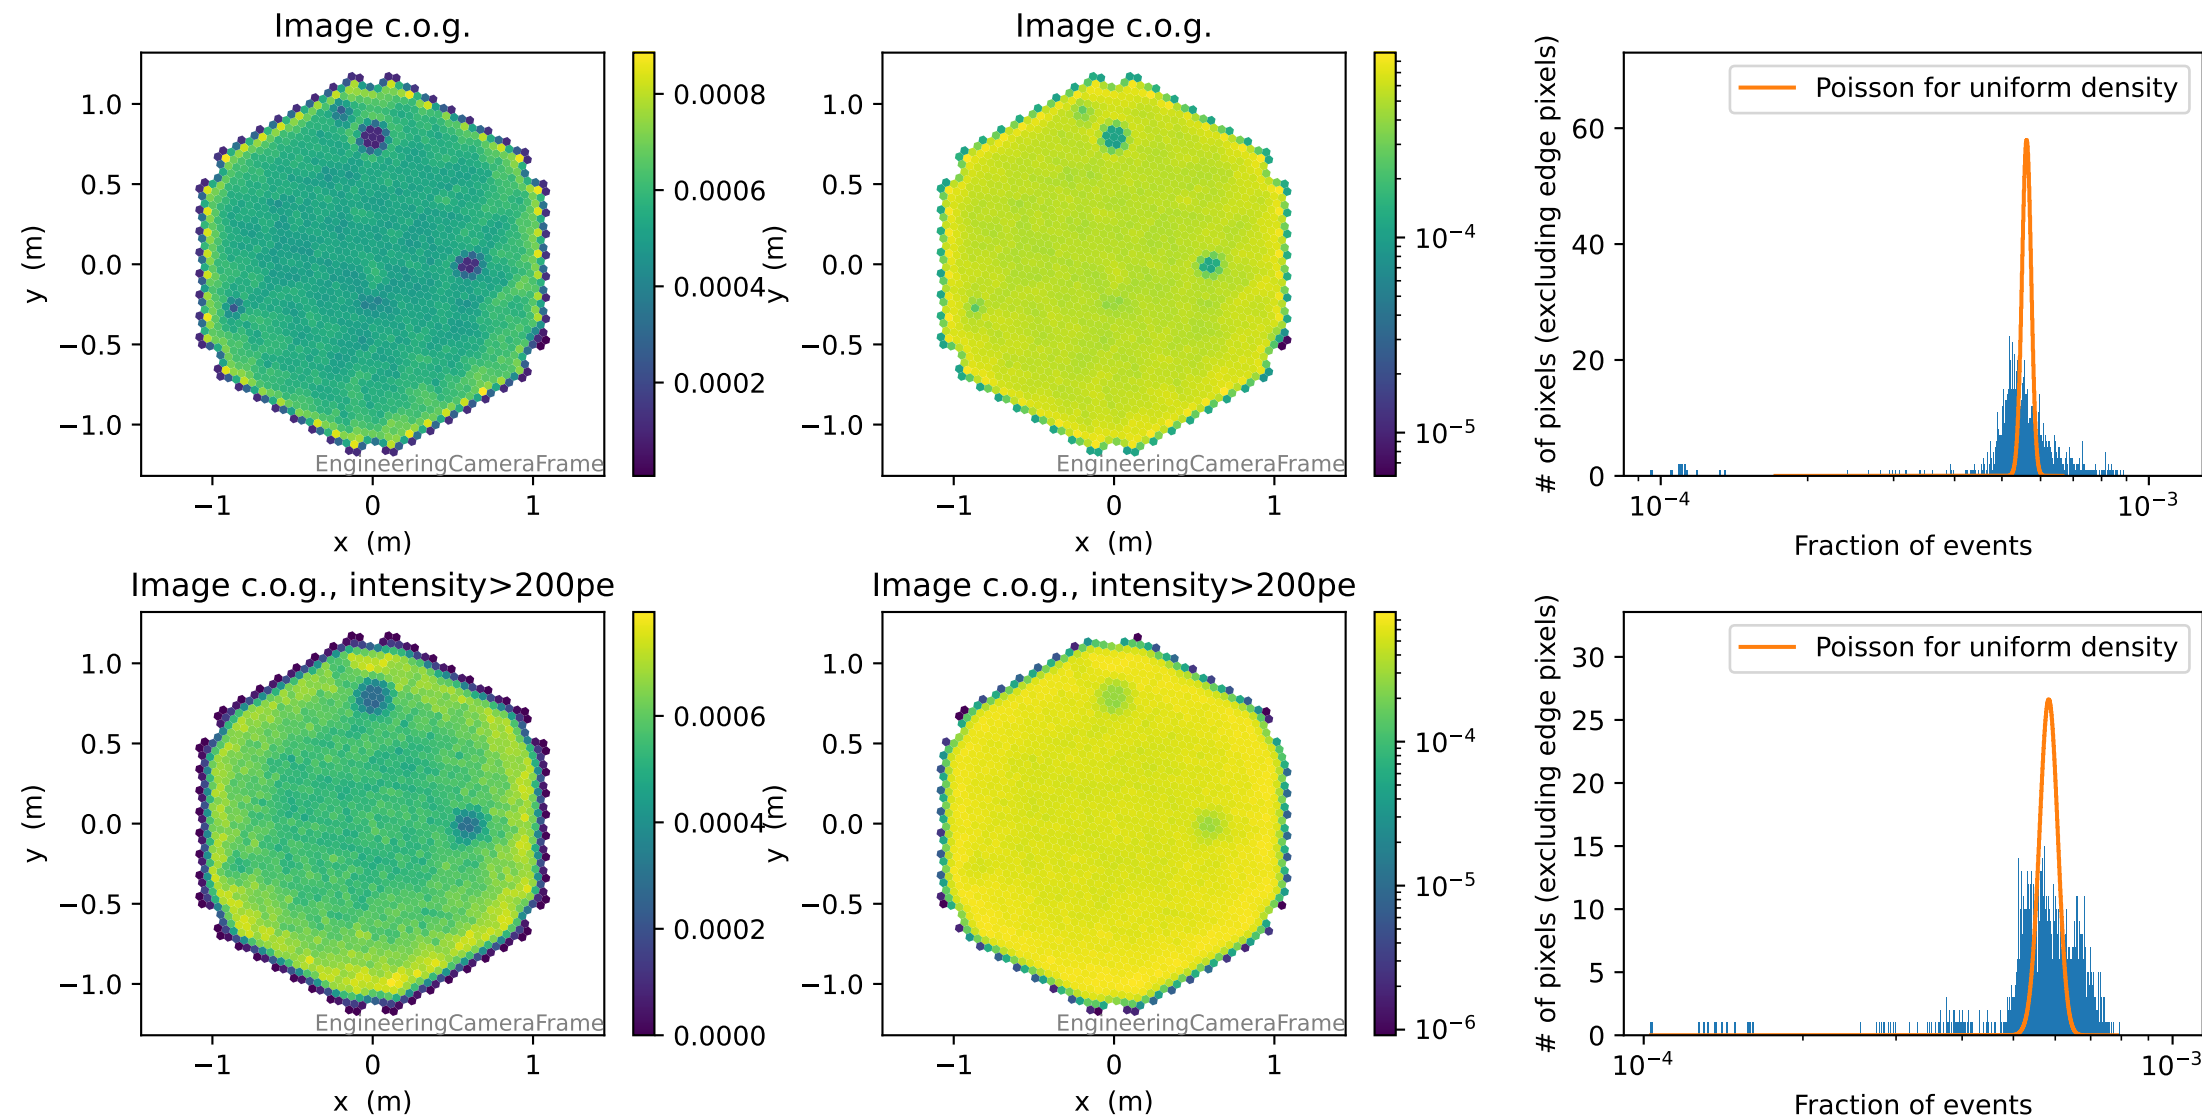 Image c.o.g.
1.0
0.5
0.0
−0.5
−1.0
y (m)
−1
0
1
x (m)
EngineeringCameraFrame
0.0008
0.0006
0.0004
0.0002
Image c.o.g.
1.0
0.5
0.0
−0.5
−1.0
y (m)
−1
0
1
x (m)
EngineeringCameraFrame
10⁻⁴
10⁻⁵
Poisson for uniform density
# of pixels (excluding edge pixels)
60
40
20
0
10⁻⁴
10⁻³
Fraction of events
Image c.o.g., intensity>200pe
1.0
0.5
0.0
−0.5
−1.0
y (m)
−1
0
1
x (m)
EngineeringCameraFrame
0.0006
0.0004
0.0002
0.0000
Image c.o.g., intensity>200pe
1.0
0.5
0.0
−0.5
−1.0
y (m)
−1
0
1
x (m)
EngineeringCameraFrame
10⁻⁴
10⁻⁵
10⁻⁶
Poisson for uniform density
# of pixels (excluding edge pixels)
30
25
20
15
10
5
0
10⁻⁴
10⁻³
Fraction of events